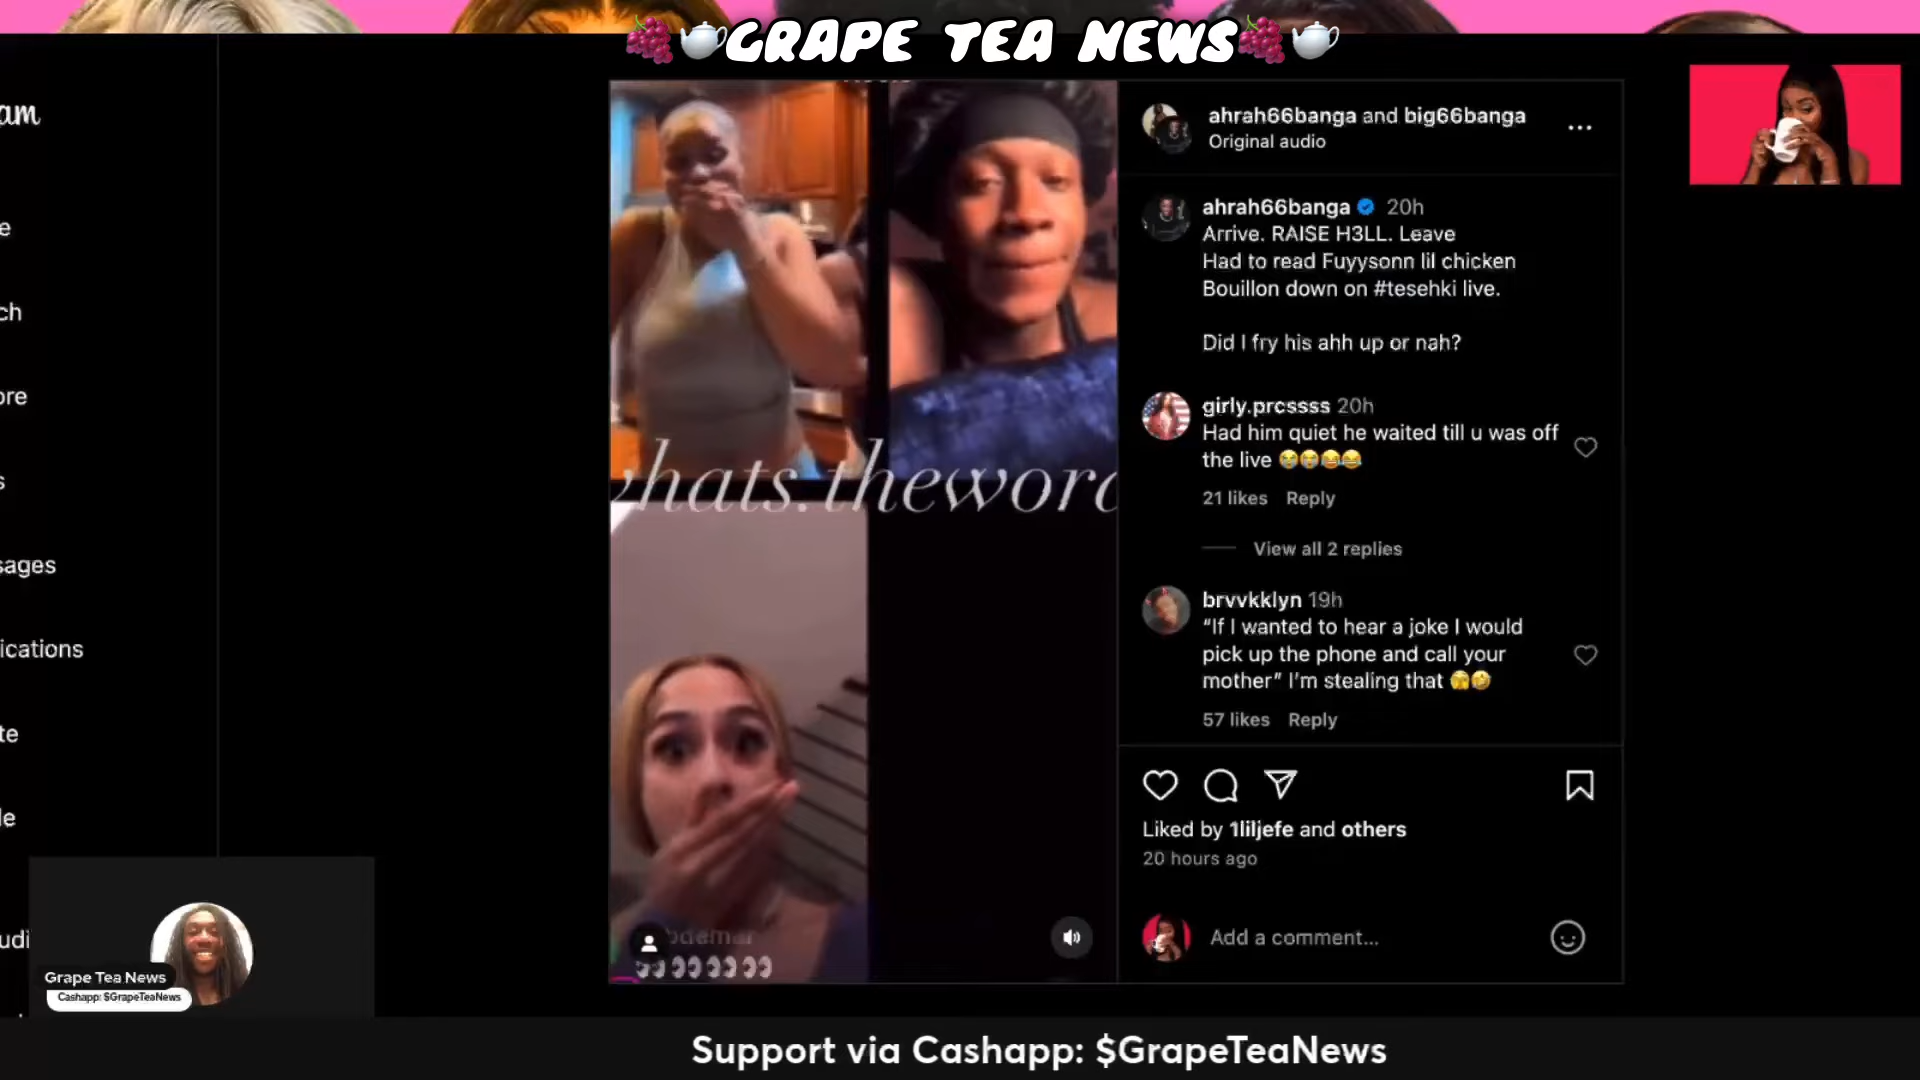 GRAPE TEA NEWS
am
ahrah66banga and big66banga
Original audio
ahrah66banga 20h
Arrive. RAISE H3LL. Leave
Had to read Fuyysonn lil chicken
Bouillon down on #tesehki live.
Did I fry his ahh up or nah?
girly.prcssss 20h
Had him quiet he waited till u was off
the live 😭😭😂😂
21 likes Reply
View all 2 replies
brvvkklyn 19h
“If I wanted to hear a joke I would
pick up the phone and call your
mother” I'm stealing that 🫣🤣
57 likes Reply
Liked by 1liljefe and others
20 hours ago
Add a comment...
e
ch
ore
s
sages
ications
te
le
udi
hats.thewor
Grape Tea News
Cashapp: $GrapeTeaNews
Support via Cashapp: $GrapeTeaNews